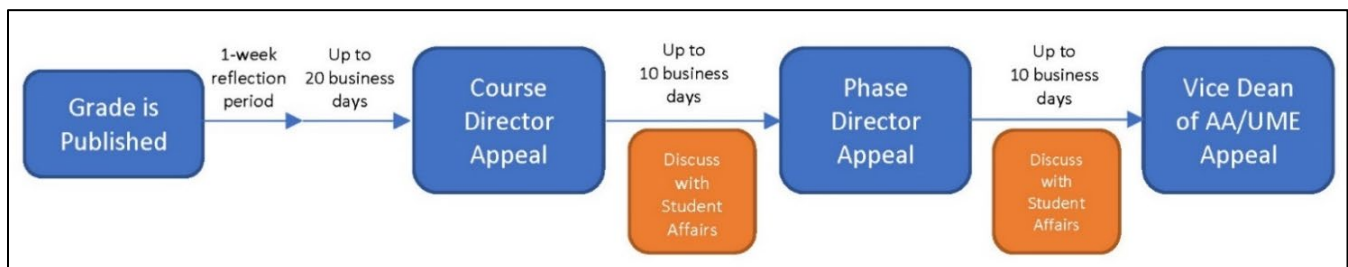 Grade is
Published
1-week
reflection
period
Up to
20 business
days
Course
Director
Appeal
Up to
10 business
days
Discuss
with
Student
Affairs
Phase
Director
Appeal
Up to
10 business
days
Discuss
with
Student
Affairs
Vice Dean
of AA/UME
Appeal